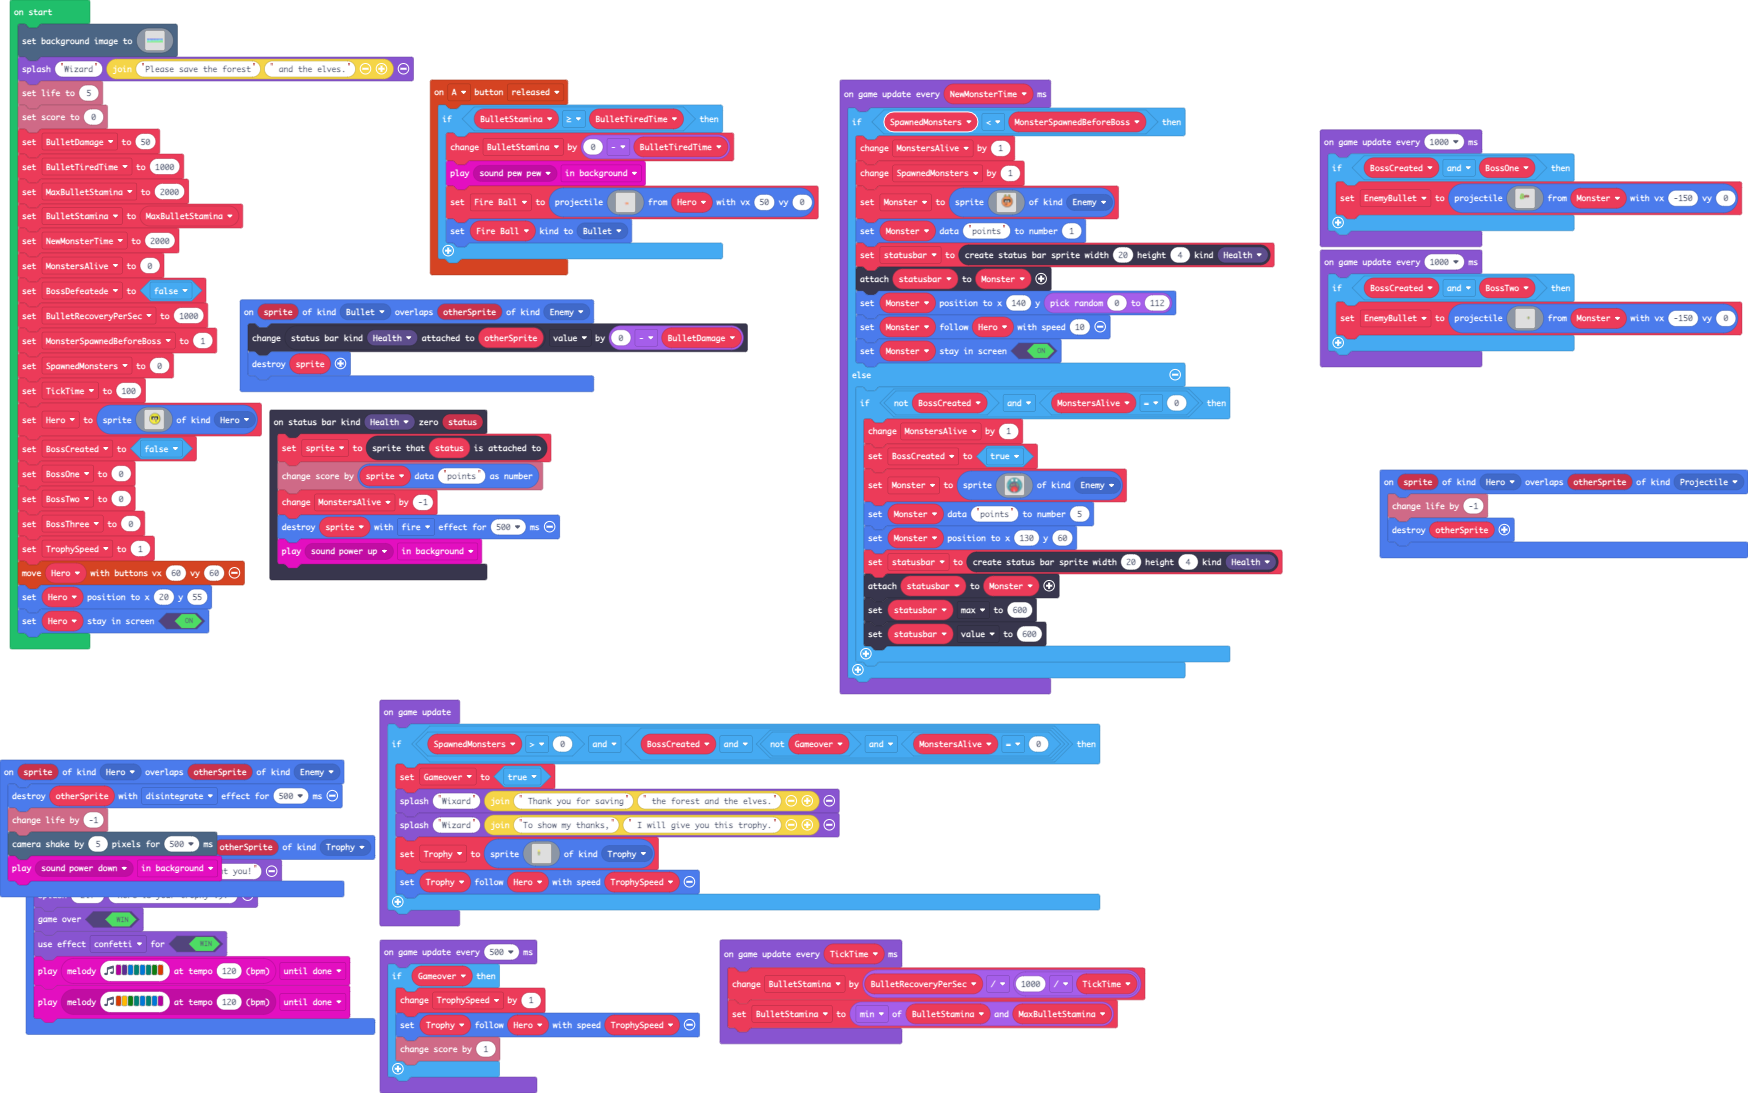 on start
set background image to
splash "Wizard" join "Please save the forest" " and the elves."
set life to 5
set score to 0
set BulletDamage to 50
set BulletTiredTime to 1000
set MaxBulletStamina to 2000
set BulletStamina to MaxBulletStamina
set NewMonsterTime to 2000
set MonstersAlive to 0
set BossDefeatede to false
set BulletRecoveryPerSec to 1000
set MonsterSpawnedBeforeBoss to 1
set SpawnedMonsters to 0
set TickTime to 100
set Hero to sprite of kind Hero
set BossCreated to false
set BossOne to 0
set BossTwo to 0
set BossThree to 0
set TrophySpeed to 1
move Hero with buttons vx 60 vy 60
set Hero position to x 20 y 55
set Hero stay in screen ON
on A button released
if BulletStamina ≥ BulletTiredTime then
change BulletStamina by 0 - BulletTiredTime
play sound pew pew in background
set Fire Ball to projectile from Hero with vx 50 vy 0
set Fire Ball kind to Bullet
on sprite of kind Bullet overlaps otherSprite of kind Enemy
change status bar kind Health attached to otherSprite value by 0 - BulletDamage
destroy sprite
on status bar kind Health zero status
set sprite to sprite that status is attached to
change score by sprite data "points" as number
change MonstersAlive by -1
destroy sprite with fire effect for 500 ms
play sound power up in background
on game update every NewMonsterTime ms
if SpawnedMonsters < MonsterSpawnedBeforeBoss then
change MonstersAlive by 1
change SpawnedMonsters by 1
set Monster to sprite of kind Enemy
set Monster data "points" to number 1
set statusbar to create status bar sprite width 20 height 4 kind Health
attach statusbar to Monster
set Monster position to x 140 y pick random 0 to 112
set Monster follow Hero with speed 10
set Monster stay in screen ON
else
if not BossCreated and MonstersAlive = 0 then
change MonstersAlive by 1
set BossCreated to true
set Monster to sprite of kind Enemy
set Monster data "points" to number 5
set Monster position to x 130 y 60
set statusbar to create status bar sprite width 20 height 4 kind Health
attach statusbar to Monster
set statusbar max to 600
set statusbar value to 600
on game update every 1000 ms
if BossCreated and BossOne then
set EnemyBullet to projectile from Monster with vx -150 vy 0
on game update every 1000 ms
if BossCreated and BossTwo then
set EnemyBullet to projectile from Monster with vx -150 vy 0
on sprite of kind Hero overlaps otherSprite of kind Projectile
change life by -1
destroy otherSprite
on game update
if SpawnedMonsters > 0 and BossCreated and not Gameover and MonstersAlive = 0 then
set Gameover to true
splash "Wixard" join " Thank you for saving" " the forest and the elves."
splash "Wizard" join "To show my thanks," " I will give you this trophy."
set Trophy to sprite of kind Trophy
set Trophy follow Hero with speed TrophySpeed
on sprite of kind Hero overlaps otherSprite of kind Enemy
destroy otherSprite with disintegrate effect for 500 ms
change life by -1
camera shake by 5 pixels for 500 ms
play sound power down in background
otherSprite of kind Trophy
t you!"
game over WIN
use effect confetti for WIN
play melody at tempo 120 (bpm) until done
play melody at tempo 120 (bpm) until done
on game update every 500 ms
if Gameover then
change TrophySpeed by 1
set Trophy follow Hero with speed TrophySpeed
change score by 1
on game update every TickTime ms
change BulletStamina by BulletRecoveryPerSec / 1000 / TickTime
set BulletStamina to min of BulletStamina and MaxBulletStamina